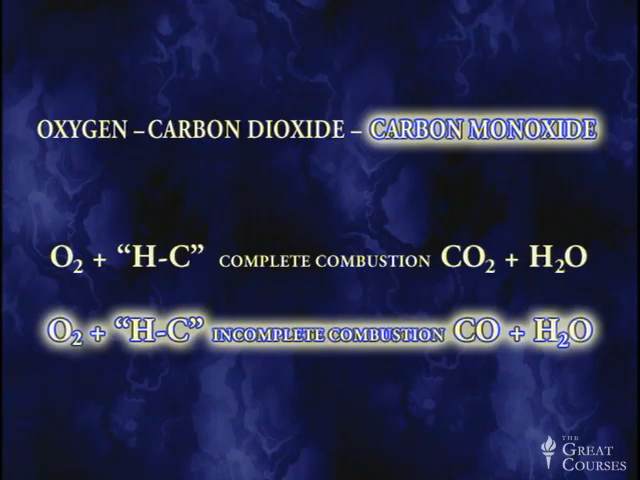 OXYGEN – CARBON DIOXIDE – CARBON MONOXIDE
O₂ + “H-C” COMPLETE COMBUSTION CO₂ + H₂O
O₂ + “H-C” INCOMPLETE COMBUSTION CO + H₂O
THE
GREAT
COURSES